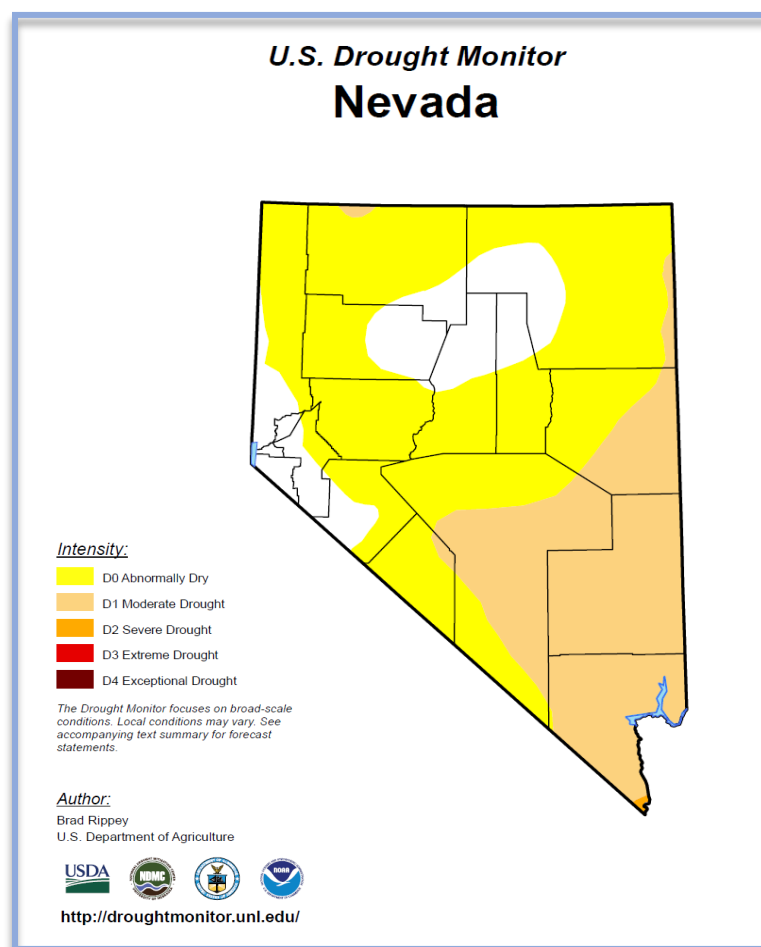 U.S. Drought Monitor
Nevada
Intensity:
D0 Abnormally Dry
D1 Moderate Drought
D2 Severe Drought
D3 Extreme Drought
D4 Exceptional Drought
The Drought Monitor focuses on broad-scale
conditions. Local conditions may vary. See
accompanying text summary for forecast
statements.
Author:
Brad Rippey
U.S. Department of Agriculture
USDA
NDMC
NOAA
http://droughtmonitor.unl.edu/